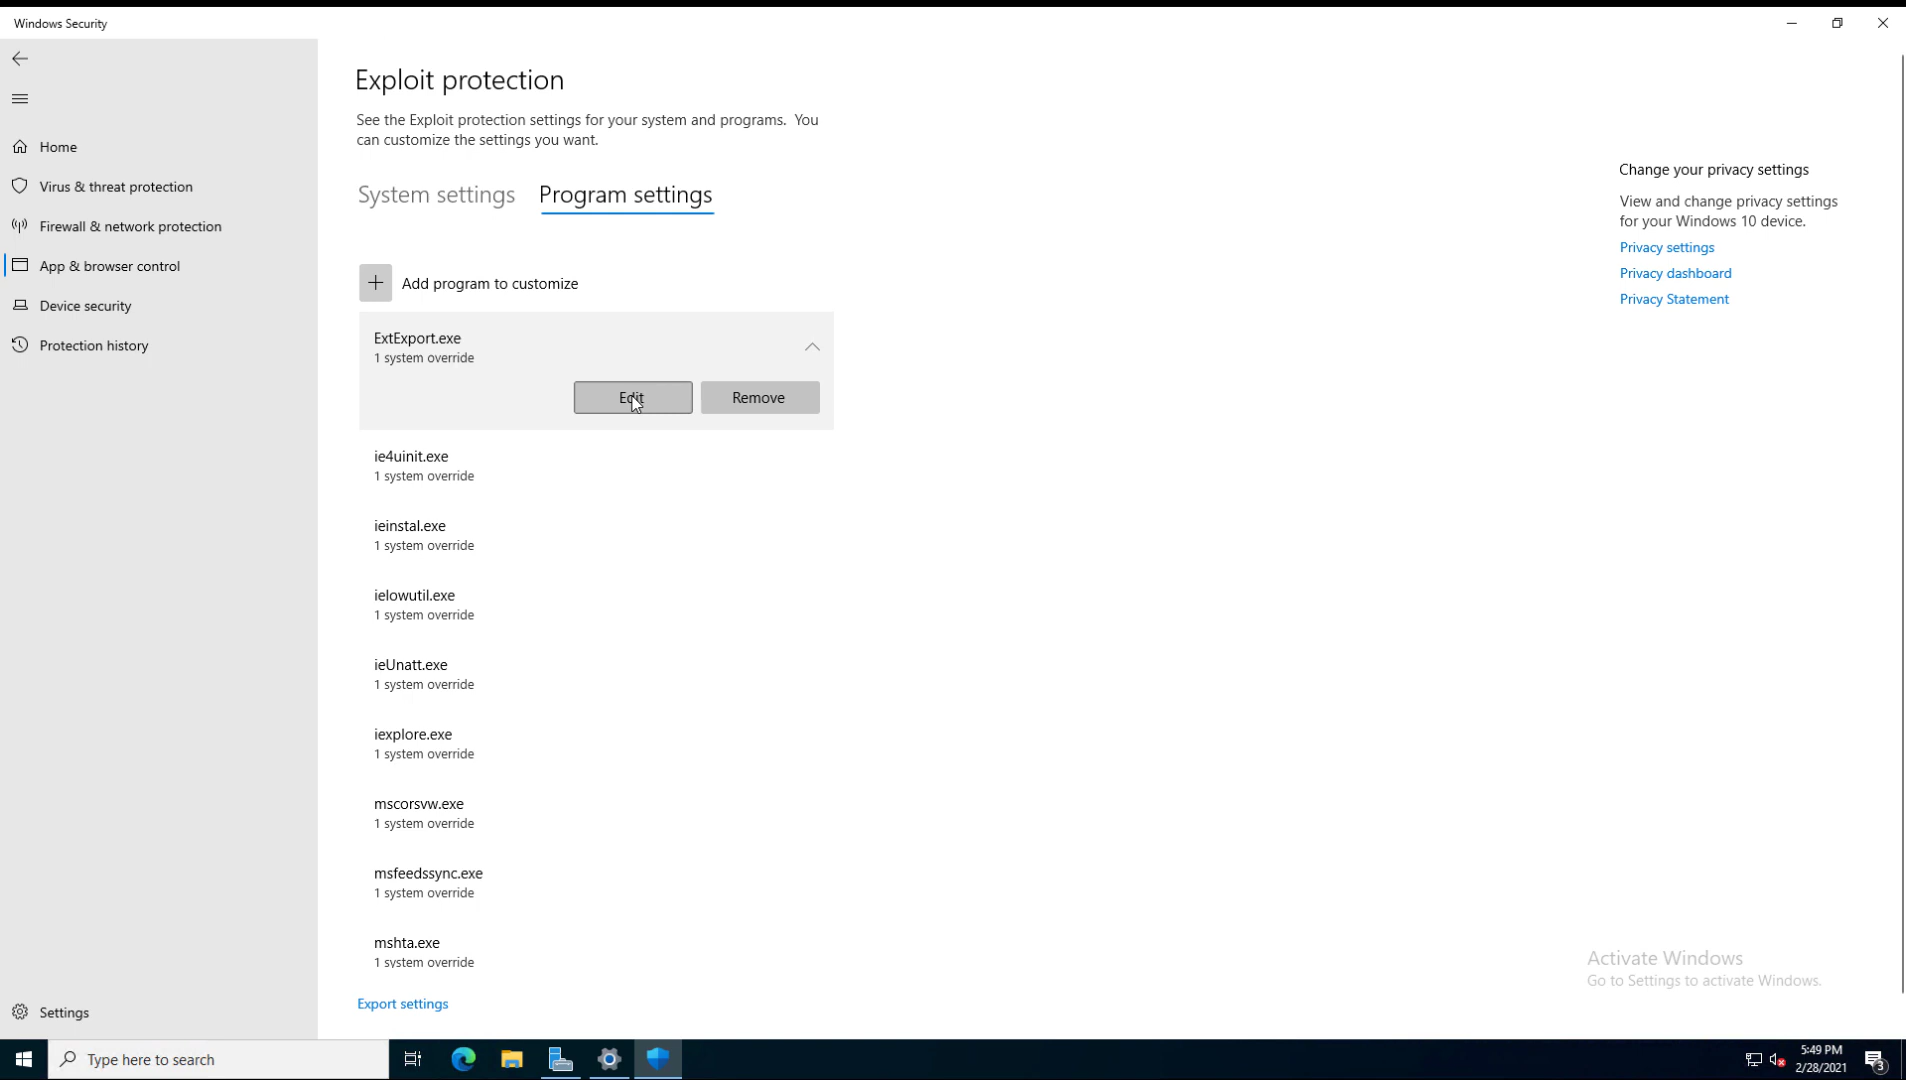 Windows Security
Exploit protection
See the Exploit protection settings for your system and programs. You
can customize the settings you want.
System settings
Program settings
Home
Virus & threat protection
Firewall & network protection
App & browser control
Device security
Protection history
Settings
Add program to customize
ExtExport.exe
1 system override
Edit
Remove
ie4uinit.exe
1 system override
ieinstal.exe
1 system override
ielowutil.exe
1 system override
ieUnatt.exe
1 system override
iexplore.exe
1 system override
mscorsvw.exe
1 system override
msfeedssync.exe
1 system override
mshta.exe
1 system override
Export settings
Change your privacy settings
View and change privacy settings
for your Windows 10 device.
Privacy settings
Privacy dashboard
Privacy Statement
Activate Windows
Go to Settings to activate Windows.
Type here to search
5:49 PM
2/28/2021
3